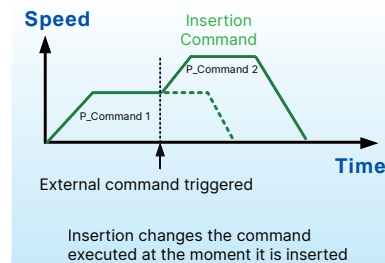 Speed
Insertion
Command
P_Command 2
P_Command 1
Time
External command triggered
Insertion changes the command
executed at the moment it is inserted